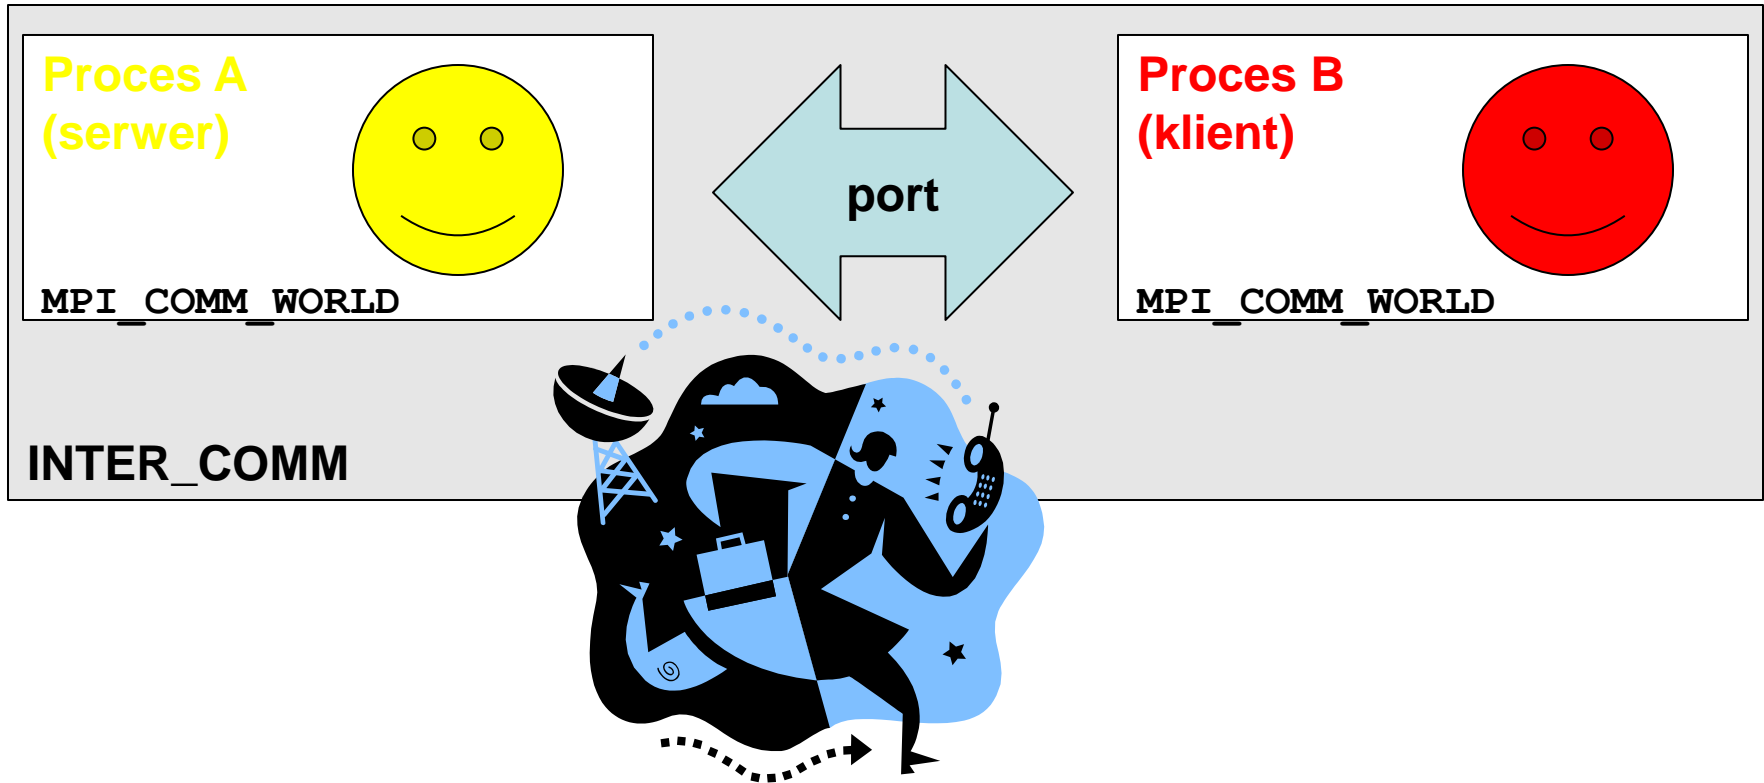 Proces A
(serwer)
MPI_COMM_WORLD
port
Proces B
(klient)
MPI_COMM_WORLD
INTER_COMM